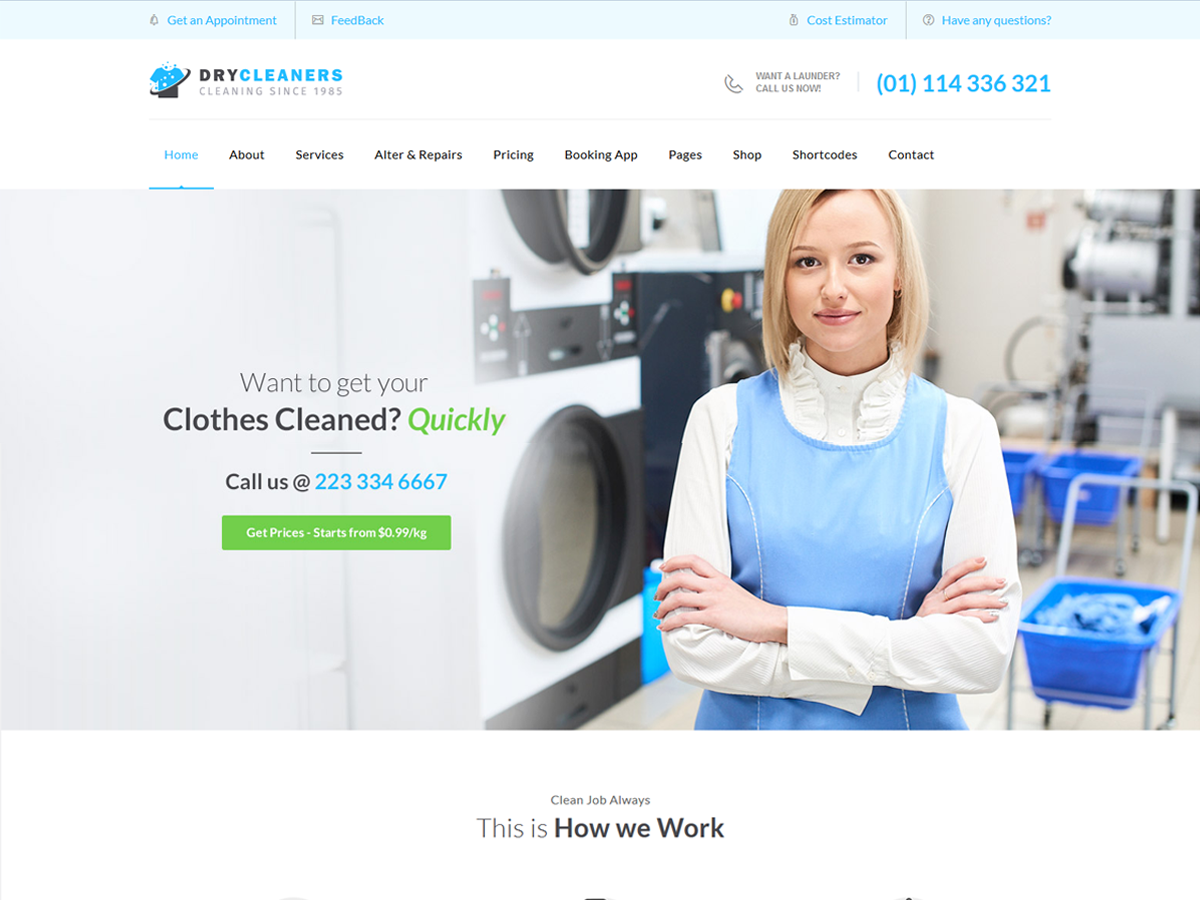 Get an Appointment
FeedBack
Cost Estimator
Have any questions?
DRYCLEANERS
CLEANING SINCE 1985
WANT A LAUNDER?
CALL US NOW!
(01) 114 336 321
Home
About
Services
Alter & Repairs
Pricing
Booking App
Pages
Shop
Shortcodes
Contact
Want to get your
Clothes Cleaned? Quickly
Call us @ 223 334 6667
Get Prices - Starts from $0.99/kg
Clean Job Always
This is How we Work